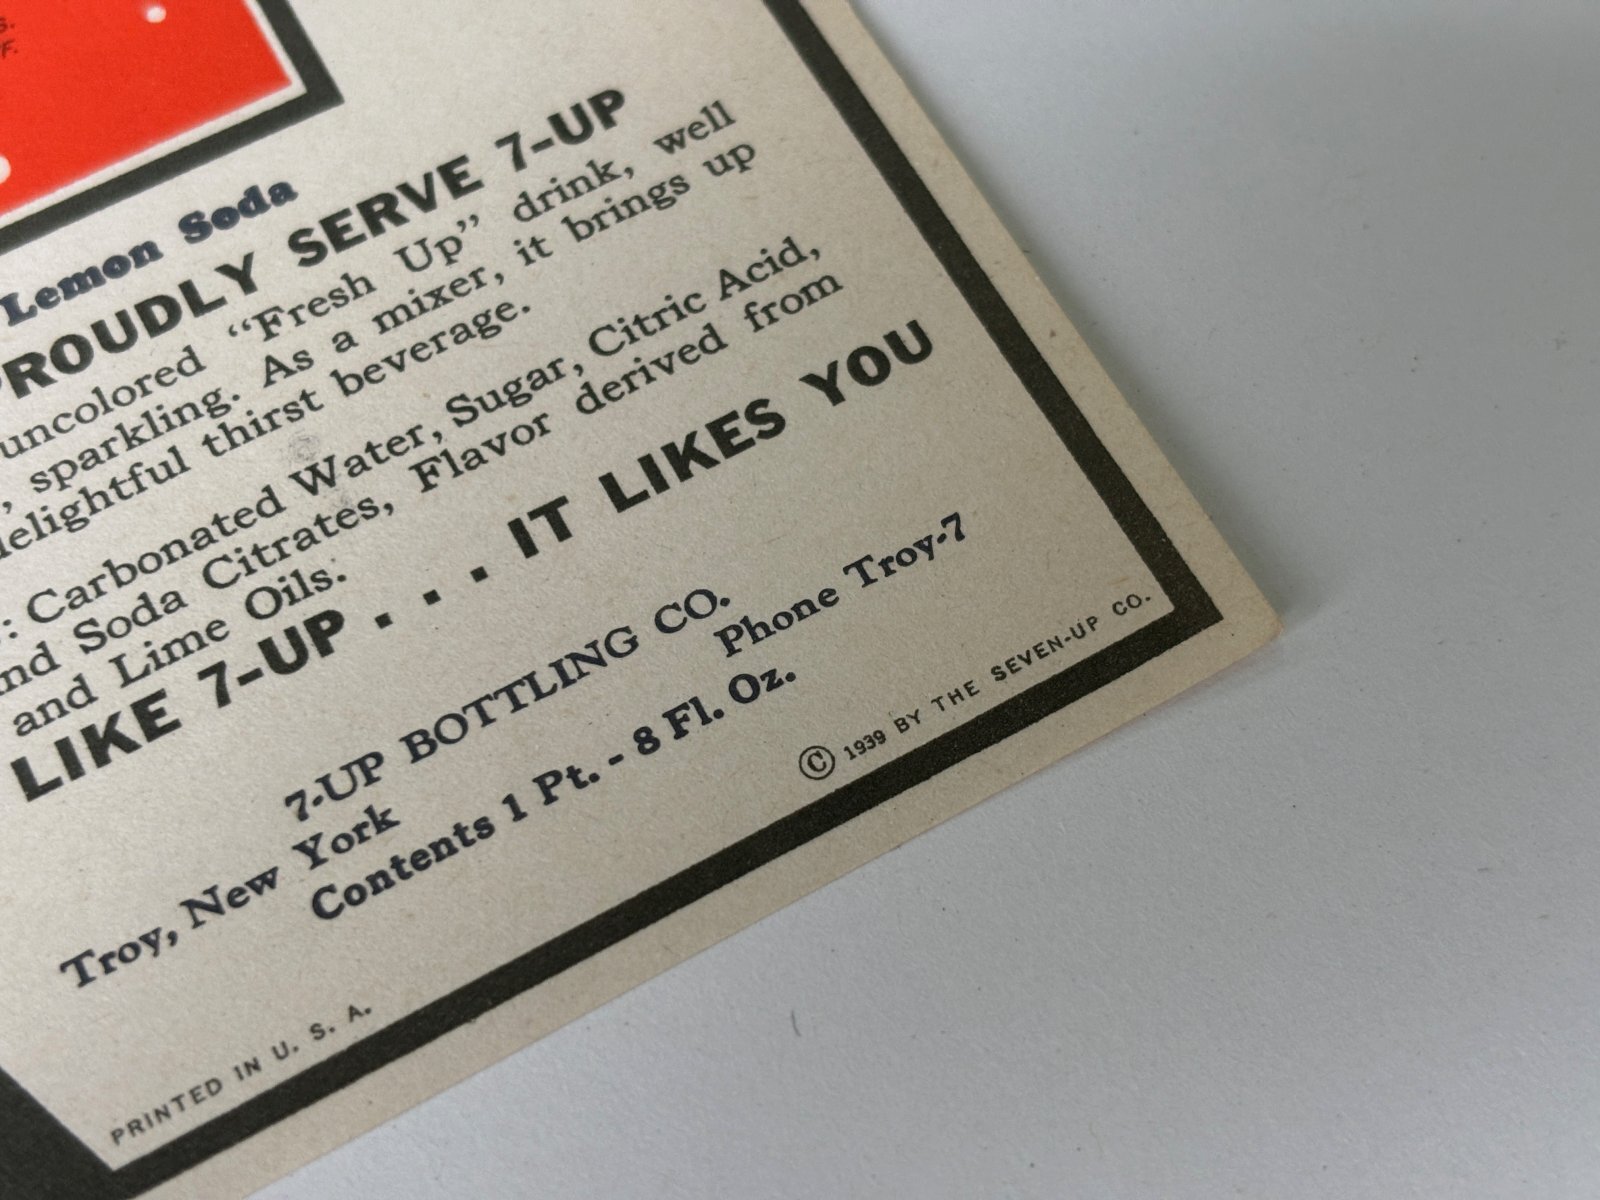 Lemon Soda
PROUDLY SERVE 7-UP
uncolored "Fresh Up" drink, well
, sparkling. As a mixer, it brings up
delightful thirst beverage.
: Carbonated Water, Sugar, Citric Acid,
and Soda Citrates, Flavor derived from
and Lime Oils.
LIKE 7-UP . . . IT LIKES YOU
7-UP BOTTLING CO.
Troy, New York Phone Troy-7
Contents 1 Pt. - 8 Fl. Oz.
PRINTED IN U. S. A.
© 1939 BY THE SEVEN-UP CO.